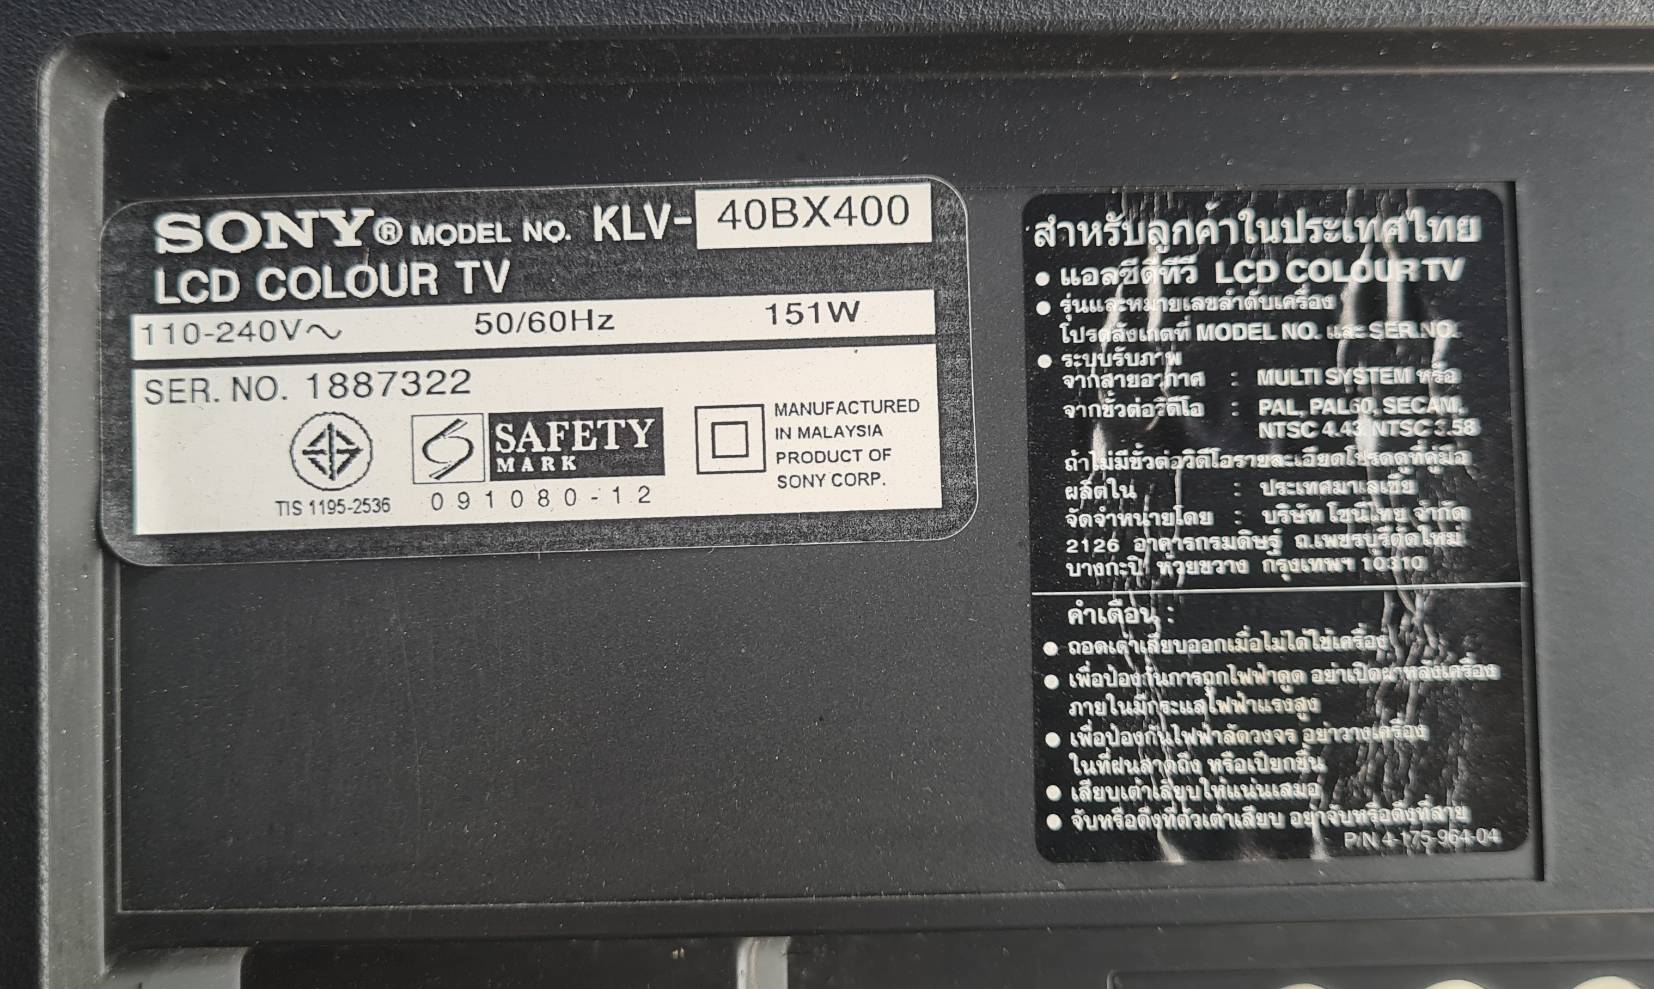 SONY® MODEL NO. KLV-40BX400
LCD COLOUR TV
110-240V~ 50/60Hz 151W
SER. NO. 1887322
TIS 1195-2536
S SAFETY
MARK
091080-12
MANUFACTURED
IN MALAYSIA
PRODUCT OF
SONY CORP.
สำหรับลูกค้าในประเทศไทย
● แอลซีดีทีวี LCD COLOUR TV
● รุ่นและหมายเลขลำดับเครื่อง
โปรดสังเกตที่ MODEL NO. และ SER.NO.
● ระบบรับภาพ
จากสายอากาศ : MULTI SYSTEM หรือ
จากขั้วต่อวิดีโอ : PAL, PAL60, SECAM,
NTSC 4.43, NTSC 3.58
ถ้าไม่มีขั้วต่อวิดีโอรายละเอียดโปรดดูที่คู่มือ
ผลิตใน : ประเทศมาเลเซีย
จัดจำหน่ายโดย : บริษัท โซนี่ไทย จำกัด
2126 อาคารกรมดิษฐ์ ถ.เพชรบุรีตัดใหม่
บางกะปิ ห้วยขวาง กรุงเทพฯ 10310
คำเตือน :
● ถอดเต้าเสียบออกเมื่อไม่ได้ใช้เครื่อง
● เพื่อป้องกันการถูกไฟฟ้าดูด อย่าเปิดฝาหลังเครื่อง
ภายในมีกระแสไฟฟ้าแรงสูง
● เพื่อป้องกันไฟฟ้าลัดวงจร อย่าวางเครื่อง
ในที่ฝนสาดถึง หรือเปียกชื้น
● เสียบเต้าเสียบให้แน่นเสมอ
● จับหรือดึงที่ตัวเต้าเสียบ อย่าจับหรือดึงที่สาย
P/N 4-175-964-04